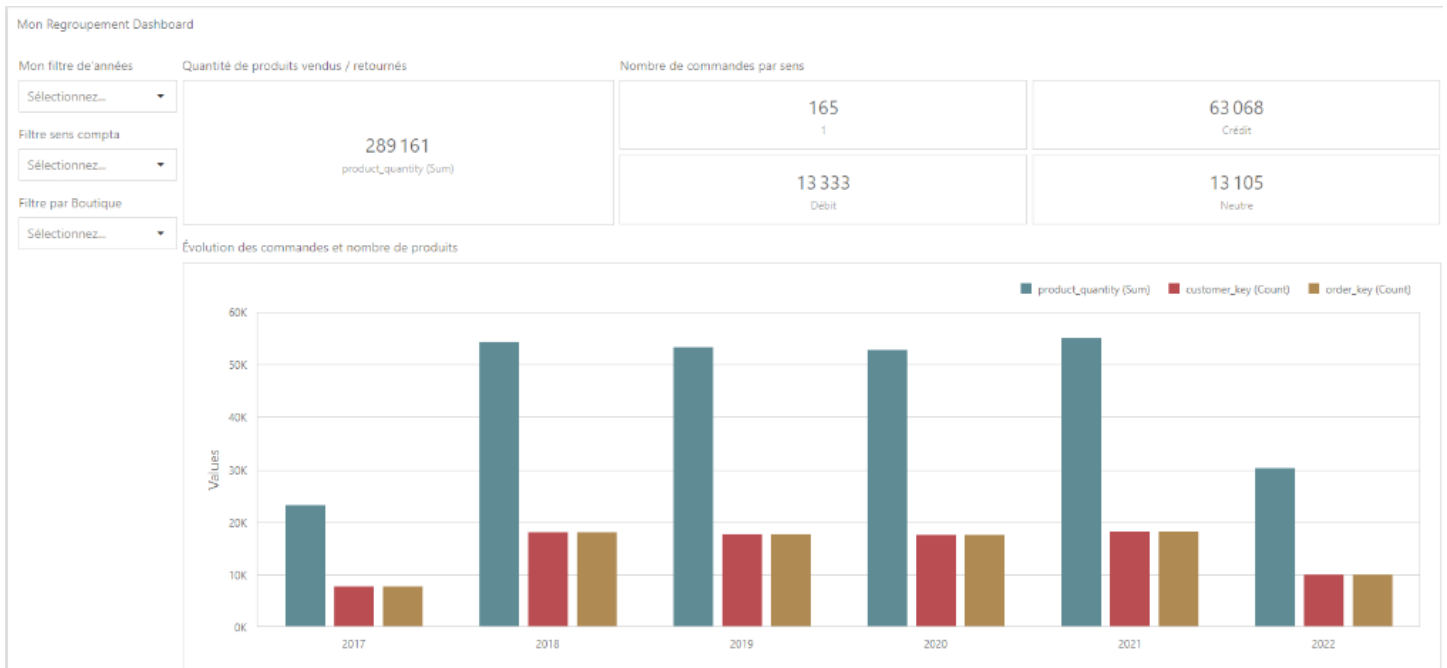 Mon Regroupement Dashboard
Mon filtre de'années
Sélectionnez...
Filtre sens compta
Sélectionnez...
Filtre par Boutique
Sélectionnez...
Quantité de produits vendus / retournés
289 161
product_quantity (Sum)
Nombre de commandes par sens
165
1
63 068
Crédit
13 333
Débit
13 105
Neutre
Évolution des commandes et nombre de produits
product_quantity (Sum) customer_key (Count) order_key (Count)
Values
60K
50K
40K
30K
20K
10K
0K
2017 2018 2019 2020 2021 2022